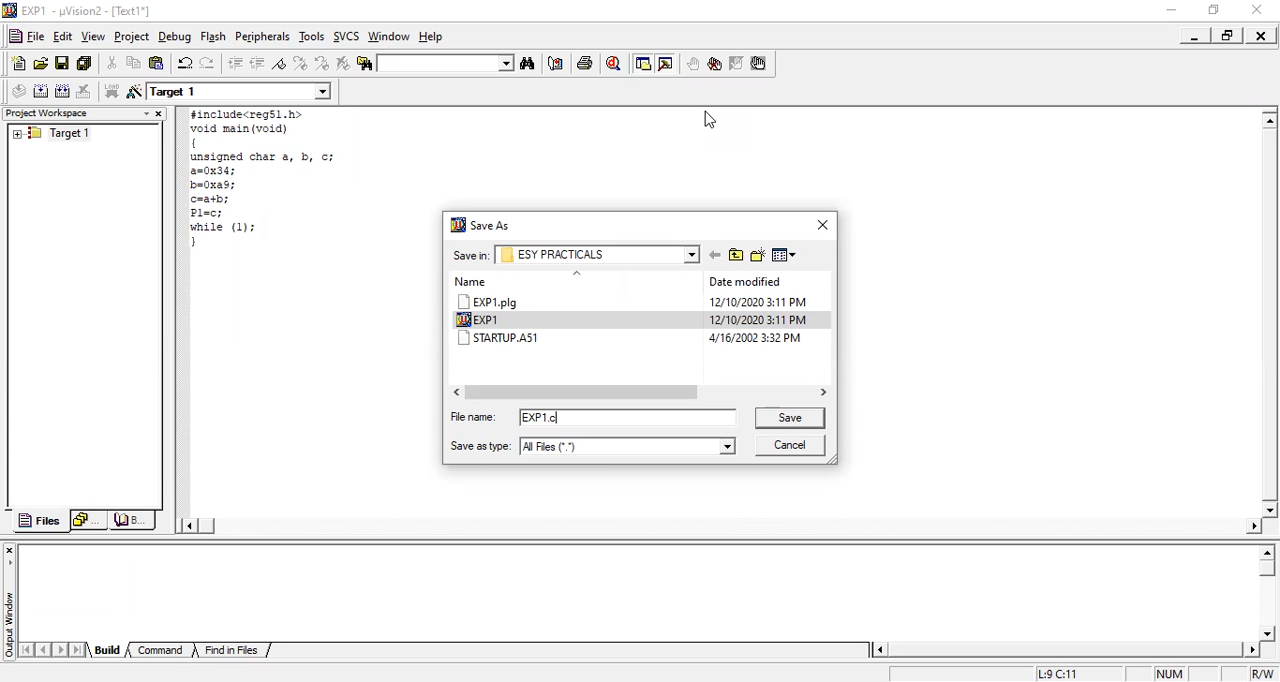 EXP1 - µVision2 - [Text1*]
File Edit View Project Debug Flash Peripherals Tools SVCS Window Help
LOAD Target 1
Project Workspace
Target 1
#include<reg51.h>
void main(void)
{
unsigned char a, b, c;
a=0x34;
b=0xa9;
c=a+b;
P1=c;
while (1);
}
Save As
Save in: ESY PRACTICALS
Name Date modified
EXP1.plg 12/10/2020 3:11 PM
EXP1 12/10/2020 3:11 PM
STARTUP.A51 4/16/2002 3:32 PM
File name: EXP1.c Save
Save as type: All Files (*.*) Cancel
Files ... B...
Output Window
Build Command Find in Files
L:9 C:11 NUM R/W